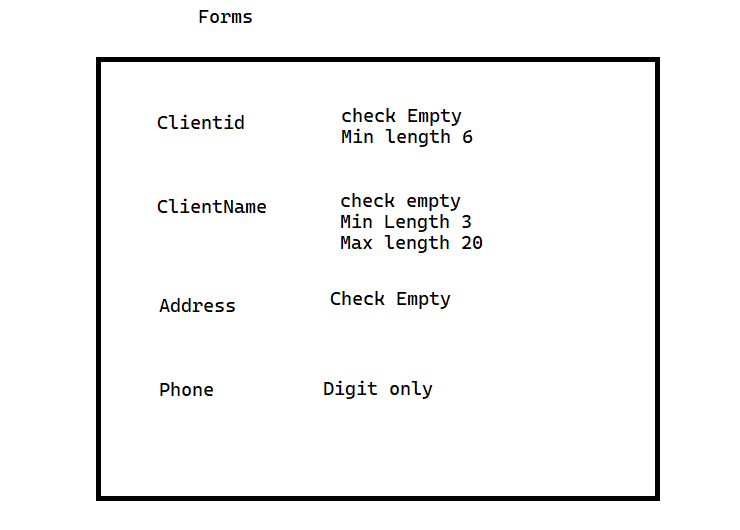 Forms
Clientid
check Empty
Min length 6
ClientName
check empty
Min Length 3
Max length 20
Address
Check Empty
Phone
Digit only